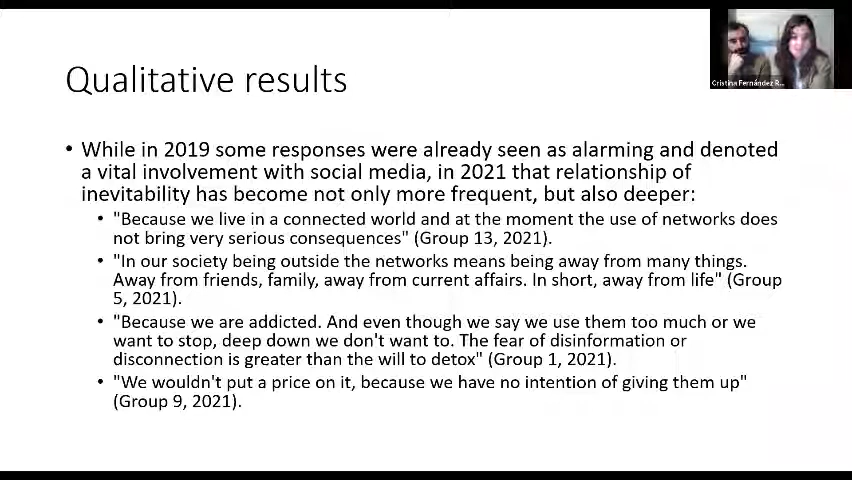 Qualitative results
• While in 2019 some responses were already seen as alarming and denoted
a vital involvement with social media, in 2021 that relationship of
inevitability has become not only more frequent, but also deeper:
• "Because we live in a connected world and at the moment the use of networks does
not bring very serious consequences" (Group 13, 2021).
• "In our society being outside the networks means being away from many things.
Away from friends, family, away from current affairs. In short, away from life" (Group
5, 2021).
• "Because we are addicted. And even though we say we use them too much or we
want to stop, deep down we don't want to. The fear of disinformation or
disconnection is greater than the will to detox" (Group 1, 2021).
• "We wouldn't put a price on it, because we have no intention of giving them up"
(Group 9, 2021).
Cristina Fernández R...